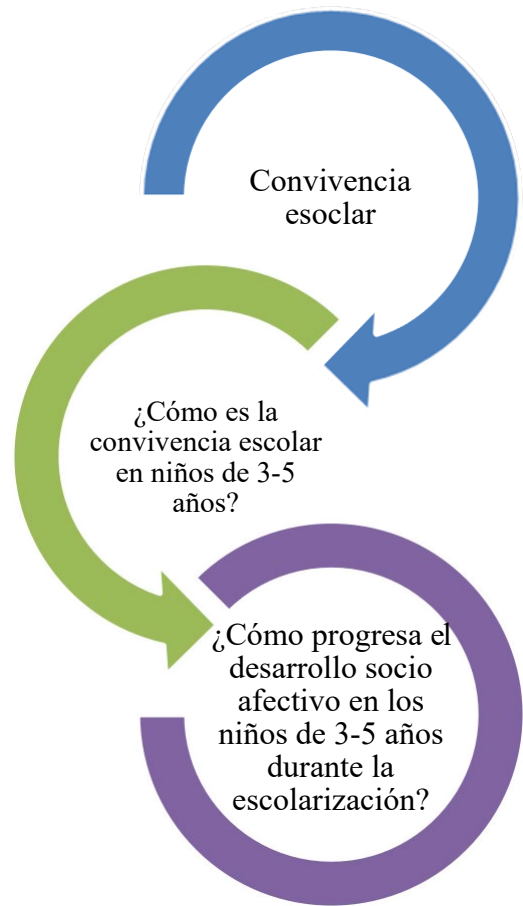 Convivencia
esoclar
¿Cómo es la
convivencia escolar
en niños de 3-5
años?
¿Cómo progresa el
desarrollo socio
afectivo en los
niños de 3-5 años
durante la
escolarización?